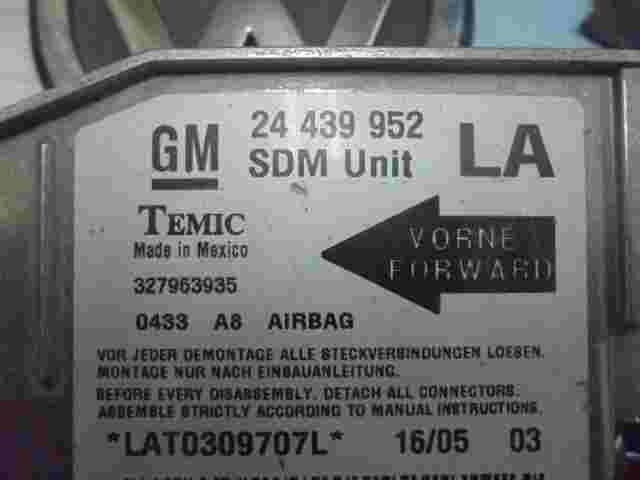 GM 24 439 952 LA
SDM Unit
TEMIC
Made in Mexico
VORNE
FORWARD
327963935
0433 A8 AIRBAG
VOR JEDER DEMONTAGE ALLE STECKVERBINDUNGEN LOESEN.
MONTAGE NUR NACH EINBAUANLEITUNG.
BEFORE EVERY DISASSEMBLY, DETACH ALL CONNECTORS.
ASSEMBLE STRICTLY ACCORDING TO MANUAL INSTRUCTIONS.
*LAT0309707L* 16/05 03